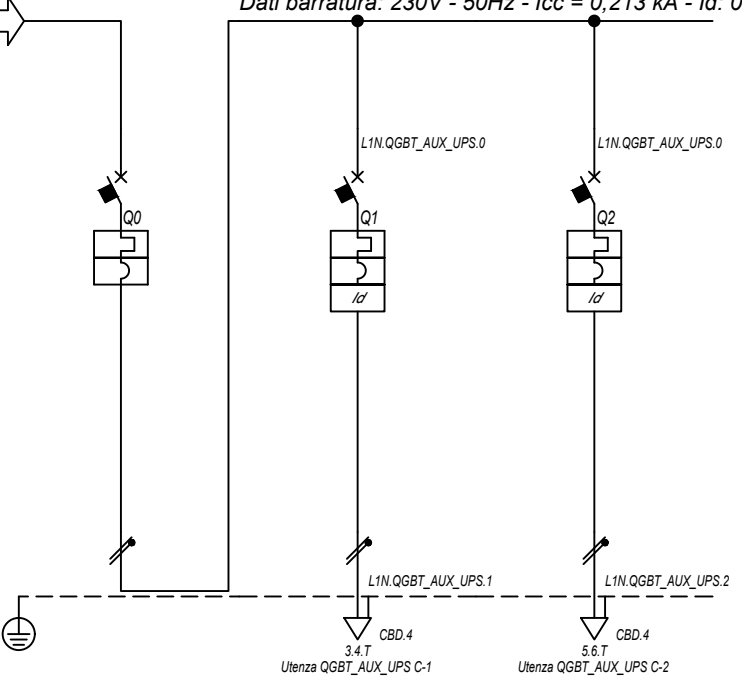 Dati barratura: 230V - 50Hz - Icc = 0,213 kA - Id: 0
L1N.QGBT_AUX_UPS.0
L1N.QGBT_AUX_UPS.0
Q0
Q1
Q2
Id
Id
L1N.QGBT_AUX_UPS.1
L1N.QGBT_AUX_UPS.2
CBD.4
CBD.4
3.4.T
5.6.T
Utenza QGBT_AUX_UPS C-1
Utenza QGBT_AUX_UPS C-2